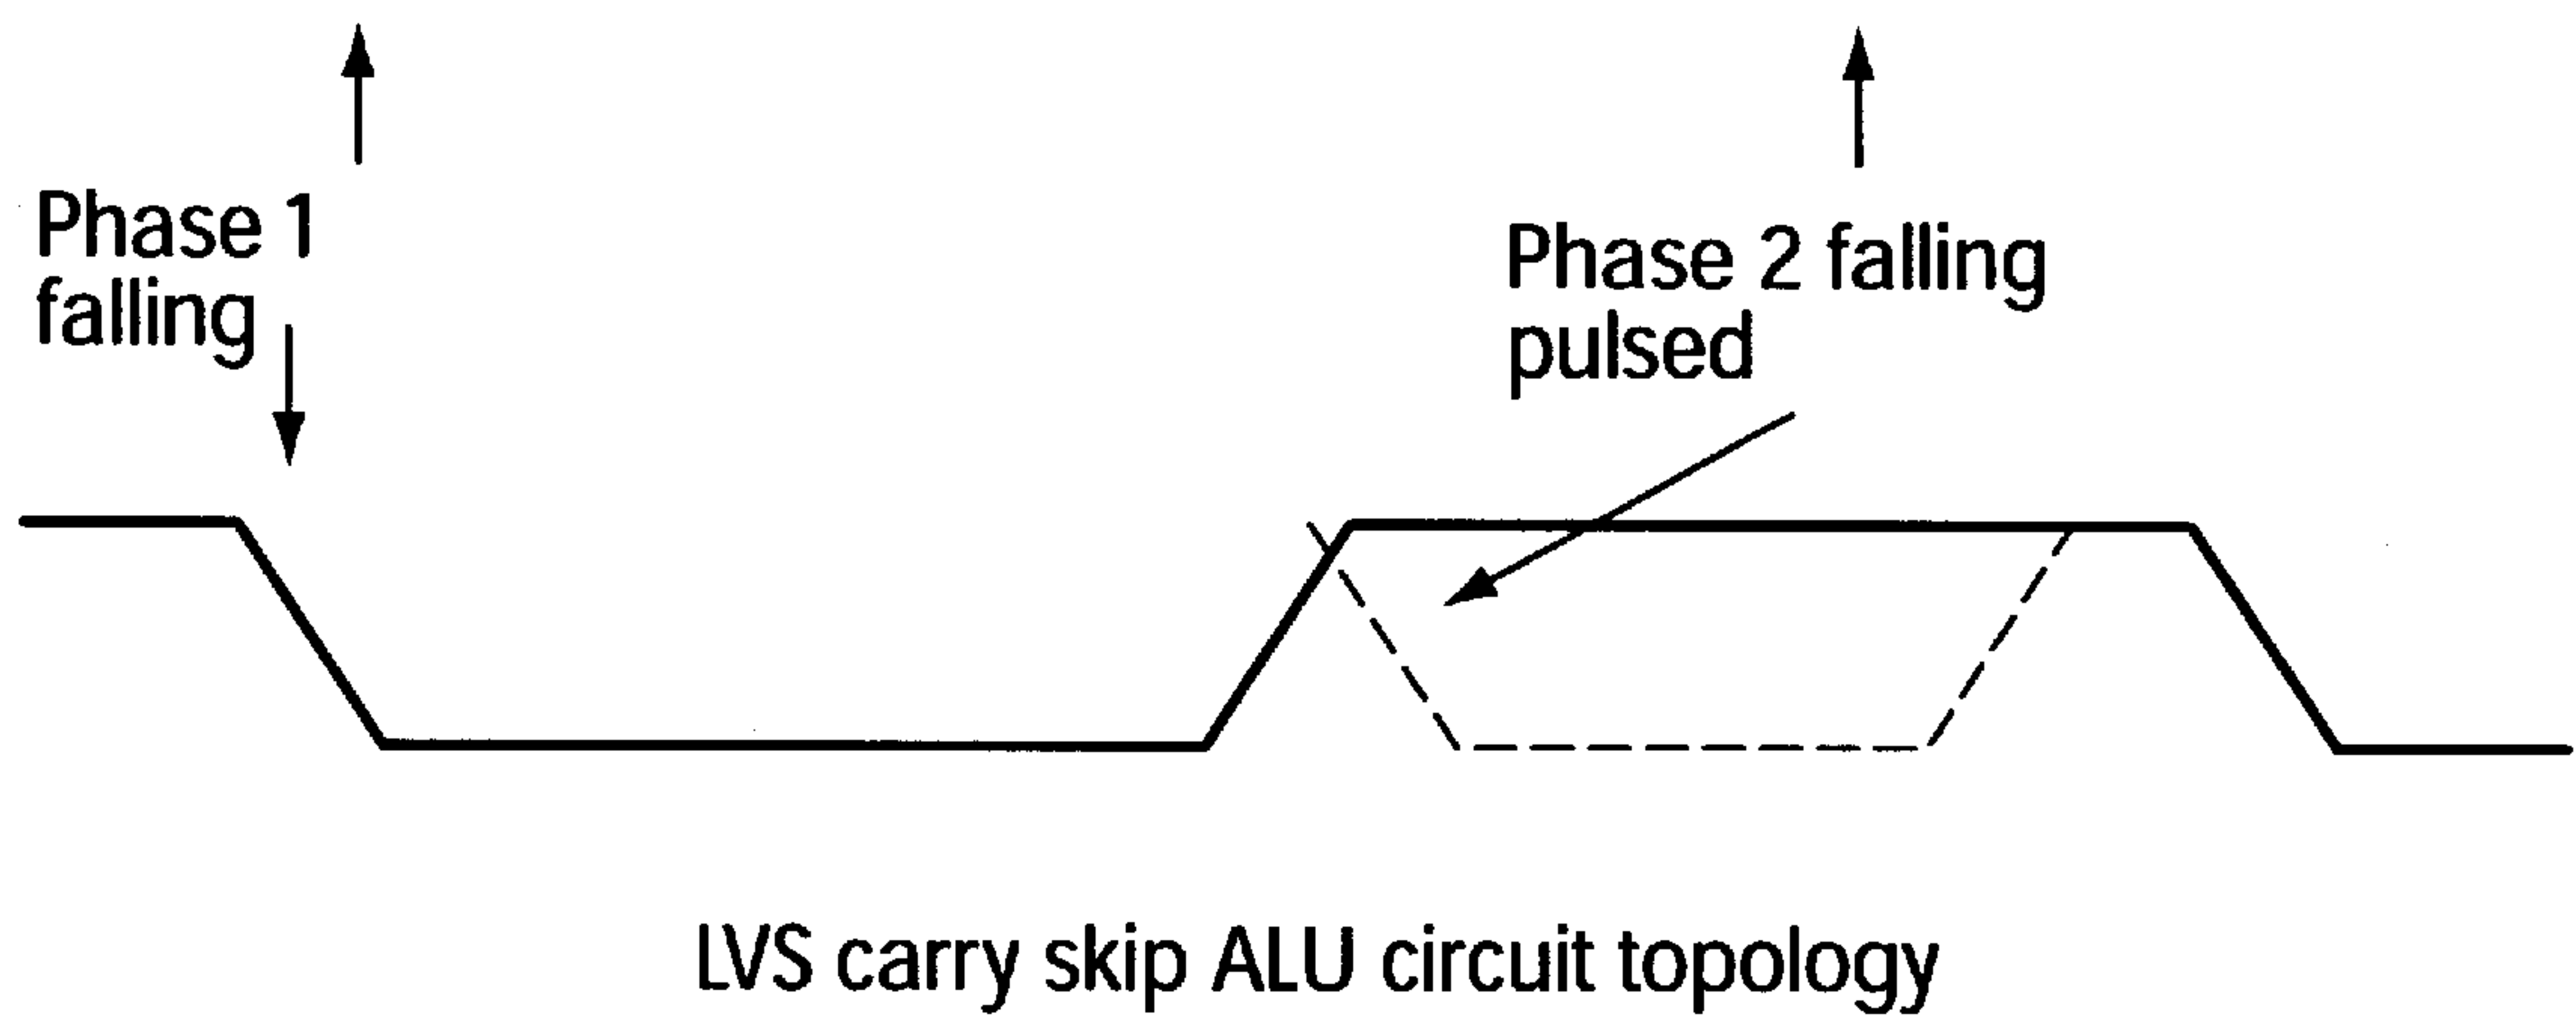 Phase 1
falling
Phase 2 falling
pulsed
LVS carry skip ALU circuit topology